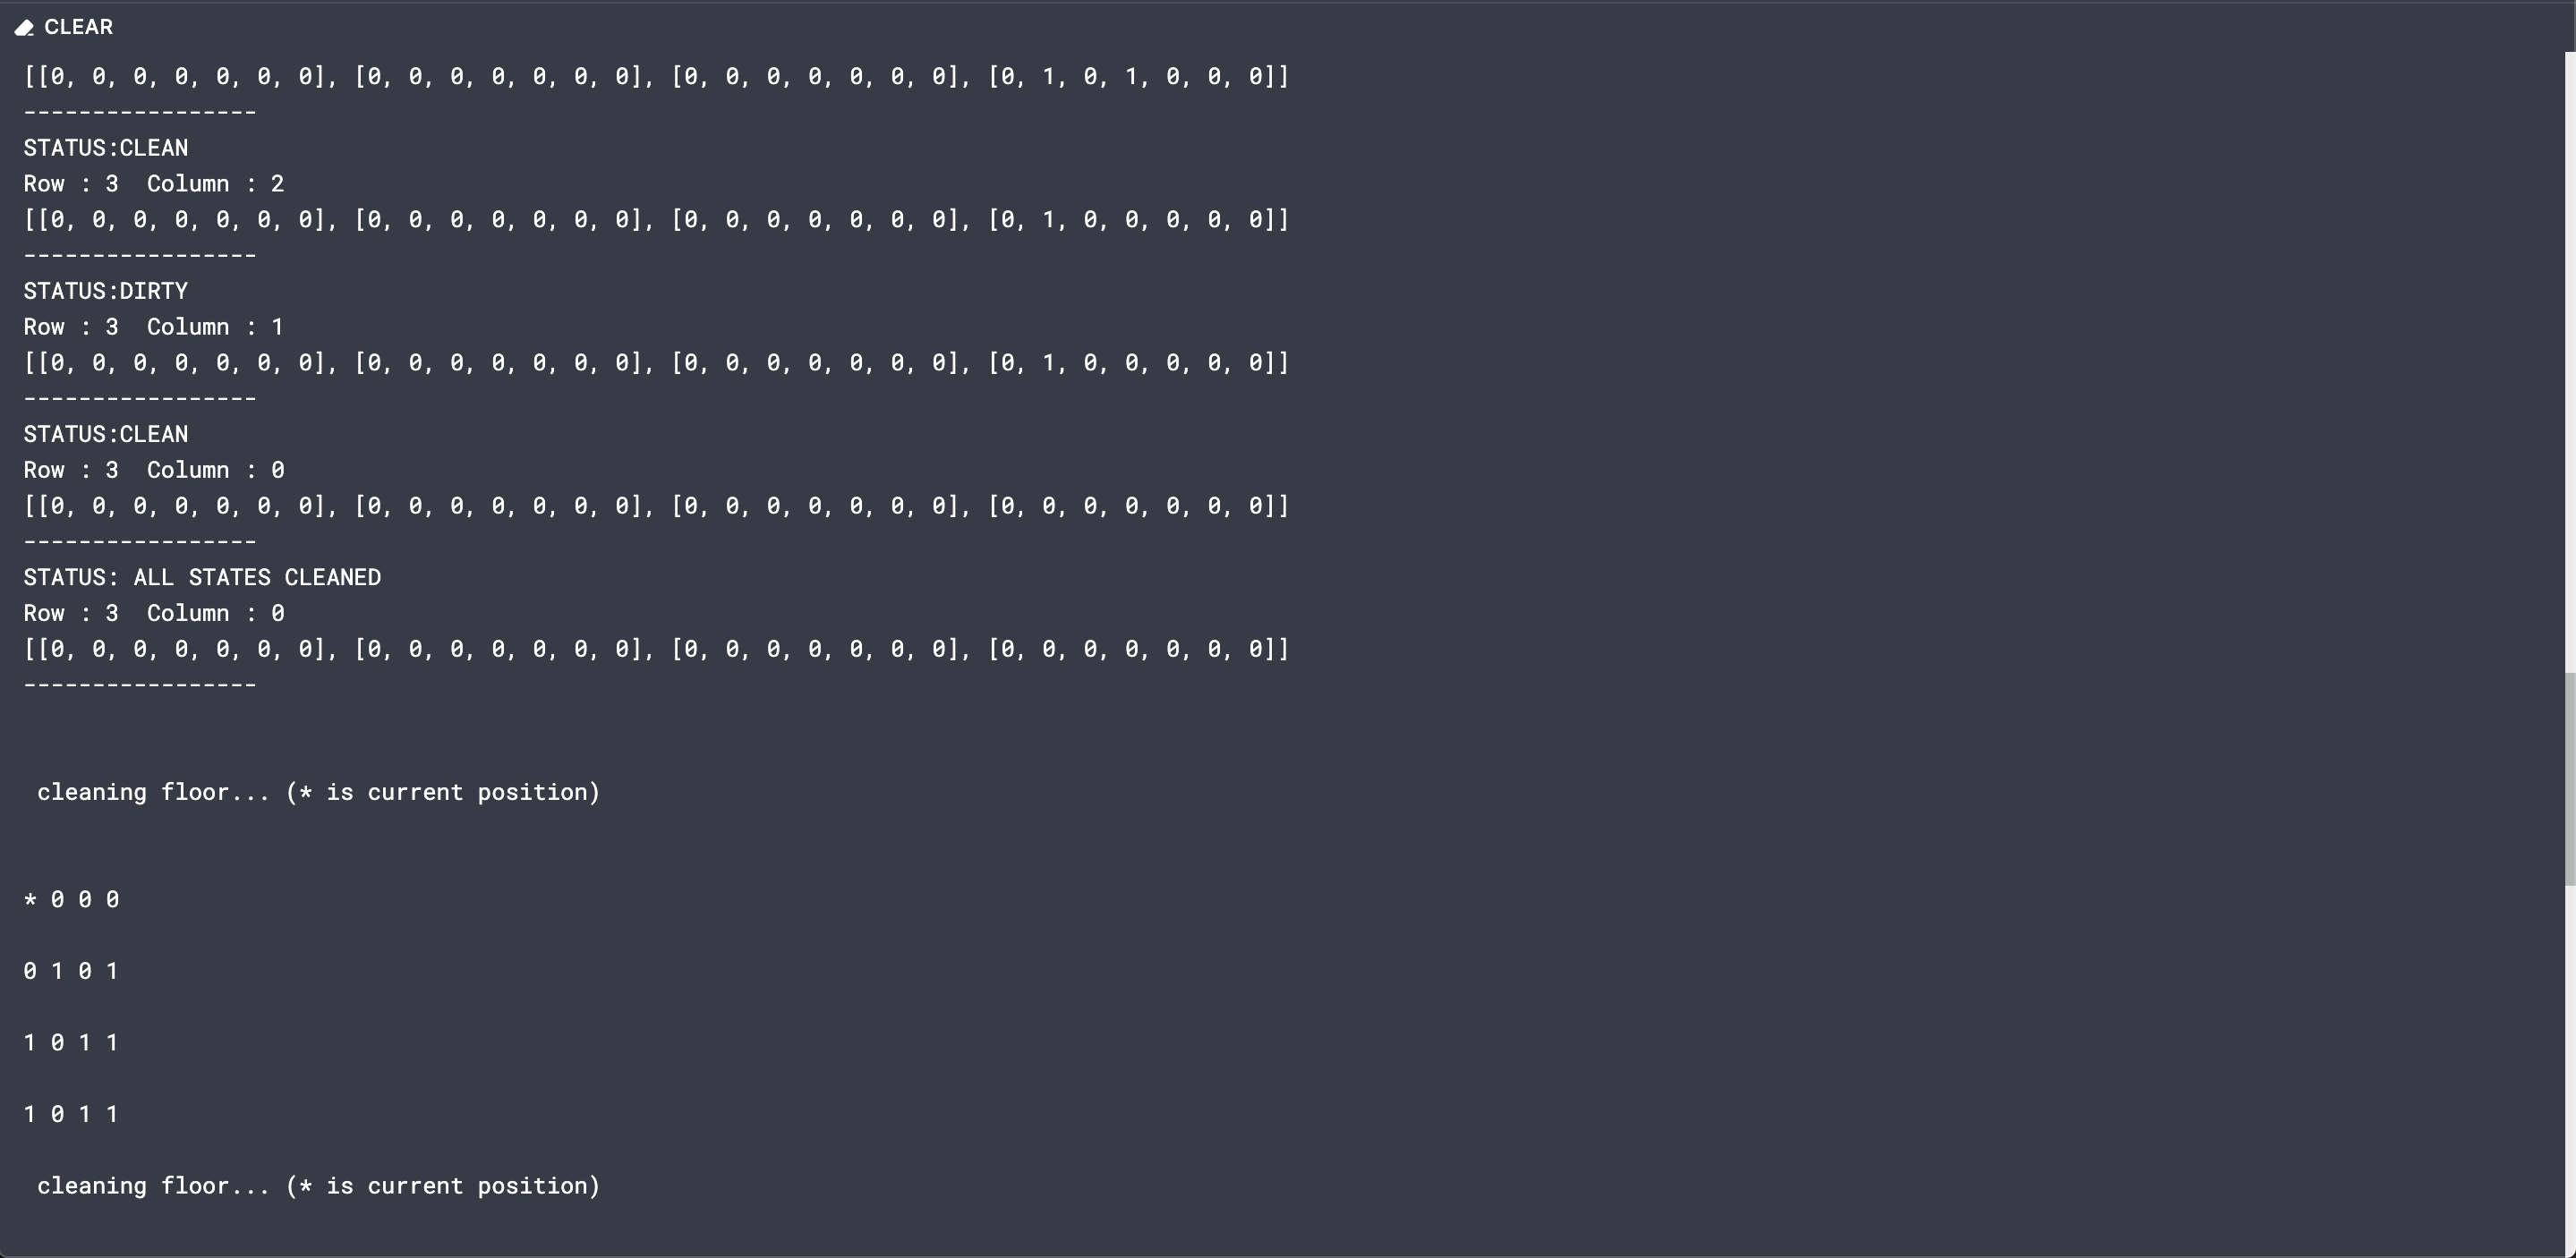 CLEAR
[[0, 0, 0, 0, 0, 0, 0], [0, 0, 0, 0, 0, 0, 0], [0, 0, 0, 0, 0, 0, 0], [0, 1, 0, 1, 0, 0, 0]]
-----------------
STATUS:CLEAN
Row : 3  Column : 2
[[0, 0, 0, 0, 0, 0, 0], [0, 0, 0, 0, 0, 0, 0], [0, 0, 0, 0, 0, 0, 0], [0, 1, 0, 0, 0, 0, 0]]
-----------------
STATUS:DIRTY
Row : 3  Column : 1
[[0, 0, 0, 0, 0, 0, 0], [0, 0, 0, 0, 0, 0, 0], [0, 0, 0, 0, 0, 0, 0], [0, 1, 0, 0, 0, 0, 0]]
-----------------
STATUS:CLEAN
Row : 3  Column : 0
[[0, 0, 0, 0, 0, 0, 0], [0, 0, 0, 0, 0, 0, 0], [0, 0, 0, 0, 0, 0, 0], [0, 0, 0, 0, 0, 0, 0]]
-----------------
STATUS: ALL STATES CLEANED
Row : 3  Column : 0
[[0, 0, 0, 0, 0, 0, 0], [0, 0, 0, 0, 0, 0, 0], [0, 0, 0, 0, 0, 0, 0], [0, 0, 0, 0, 0, 0, 0]]
-----------------
cleaning floor... (* is current position)
* 0 0 0
0 1 0 1
1 0 1 1
1 0 1 1
cleaning floor... (* is current position)